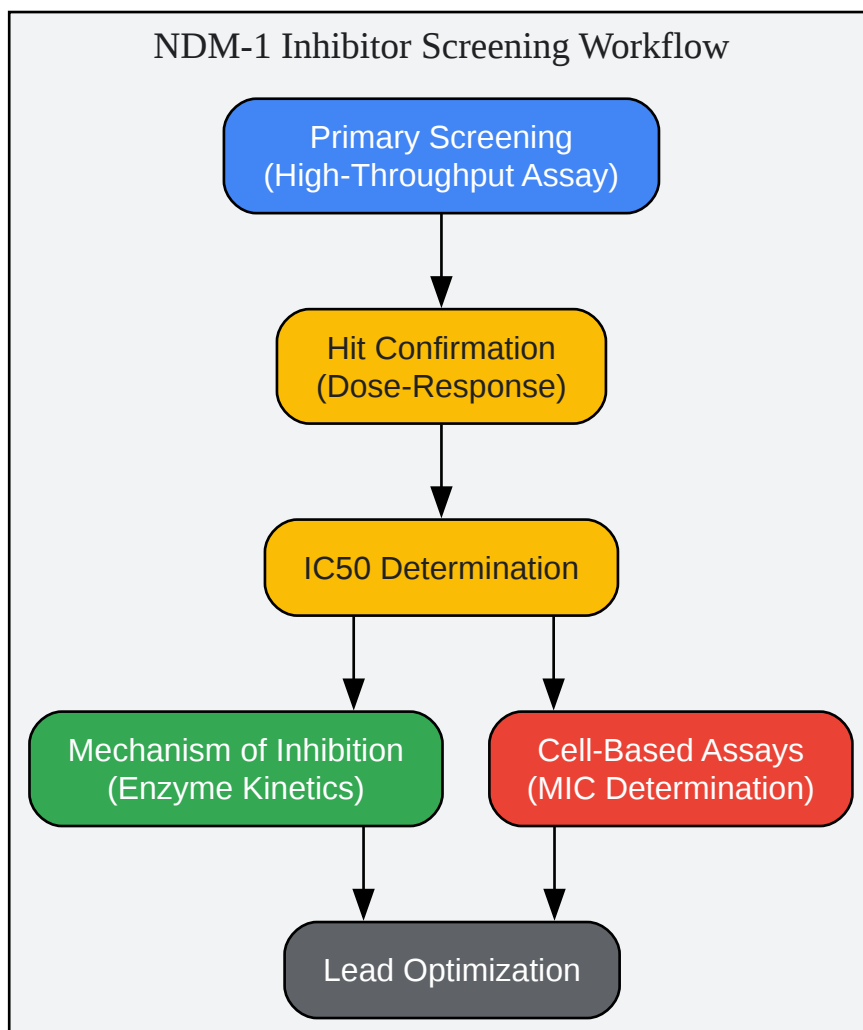 NDM-1 Inhibitor Screening Workflow
Primary Screening
(High-Throughput Assay)
Hit Confirmation
(Dose-Response)
IC50 Determination
Mechanism of Inhibition
(Enzyme Kinetics)
Cell-Based Assays
(MIC Determination)
Lead Optimization